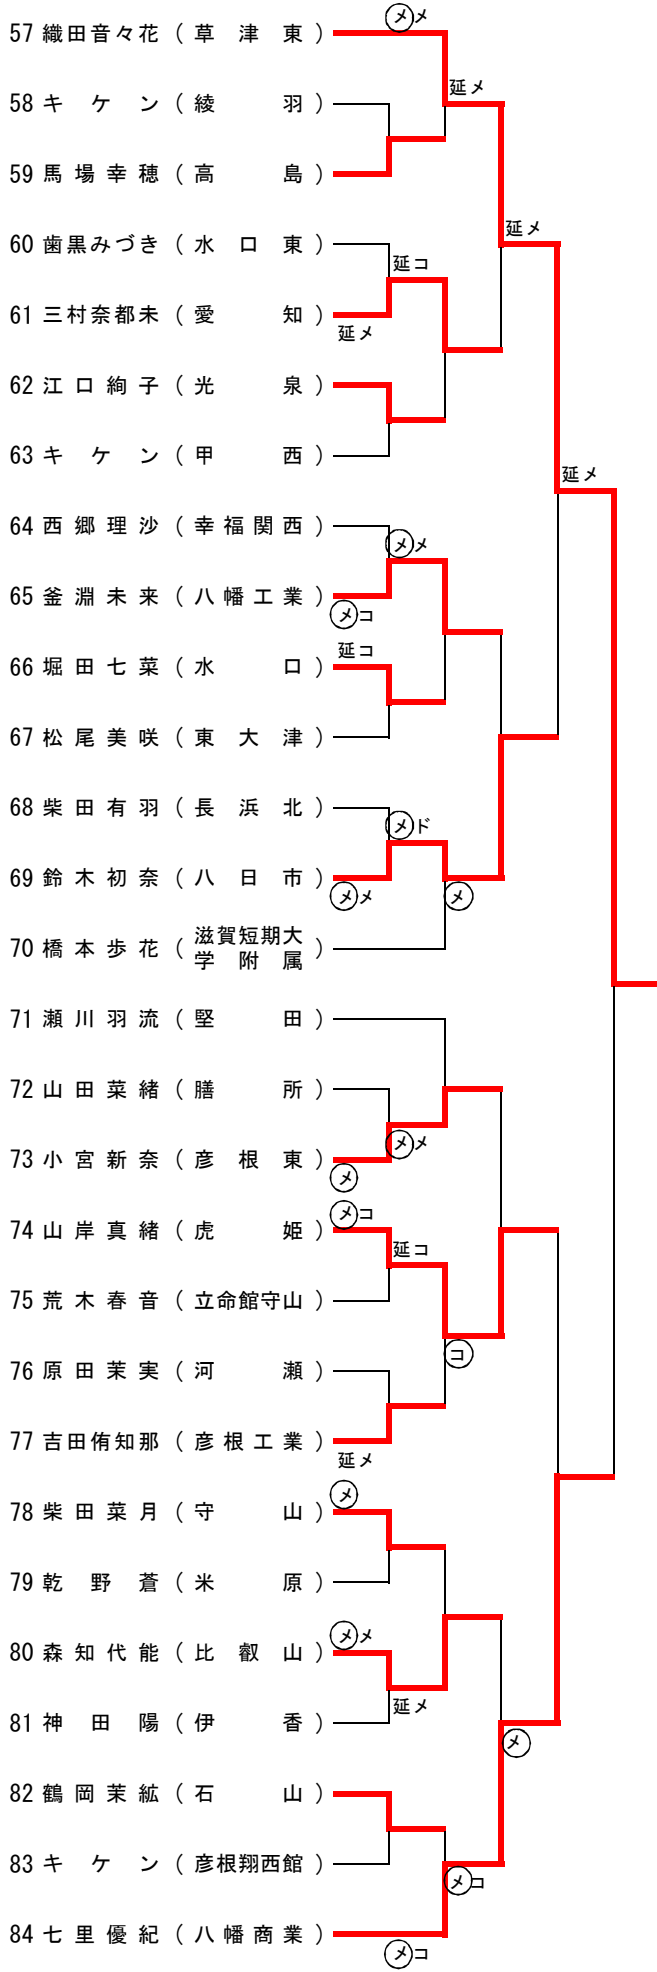 メメ
57 織田音々花 ( 草津東 )
延メ
58 キケン ( 綾羽 )
59 馬場幸穂 ( 高島 )
延メ
60 歯黒みづき ( 水口東 )
延コ
61 三村奈都未 ( 愛知 )
延メ
62 江口絢子 ( 光泉 )
63 キケン ( 甲西 )
延メ
64 西郷理沙 ( 幸福関西 )
メメ
65 釜淵未来 ( 八幡工業 )
メコ
延コ
66 堀田七菜 ( 水口 )
67 松尾美咲 ( 東大津 )
68 柴田有羽 ( 長浜北 )
メド
69 鈴木初奈 ( 八日市 )
メメ
メ
70 橋本歩花 ( 滋賀短期大
学附属 )
71 瀬川羽流 ( 堅田 )
72 山田菜緒 ( 膳所 )
メメ
73 小宮新奈 ( 彦根東 )
メ
メコ
74 山岸真緒 ( 虎姫 )
延コ
75 荒木春音 ( 立命館守山 )
コ
76 原田茉実 ( 河瀬 )
77 吉田侑知那 ( 彦根工業 )
延メ
メ
78 柴田菜月 ( 守山 )
79 乾野蒼 ( 米原 )
メメ
80 森知代能 ( 比叡山 )
延メ
81 神田陽 ( 伊香 )
メ
82 鶴岡茉紘 ( 石山 )
83 キケン ( 彦根翔西館 )
メコ
84 七里優紀 ( 八幡商業 )
メコ